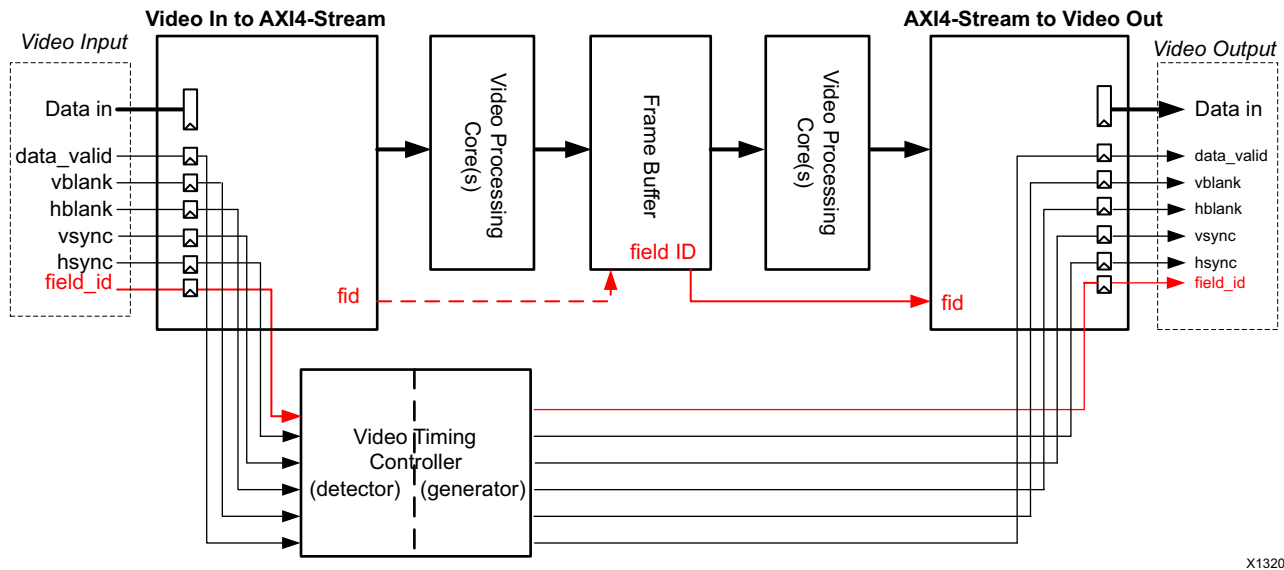 Video In to AXI4-Stream
AXI4-Stream to Video Out
Video Input
Video Output
Data in
data_valid
vblank
hblank
vsync
hsync
field_id
fid
Video Processing
Core(s)
Frame Buffer
field ID
Video Processing
Core(s)
fid
Data in
data_valid
vblank
hblank
vsync
hsync
field_id
Video Timing
Controller
(detector)
(generator)
X1320